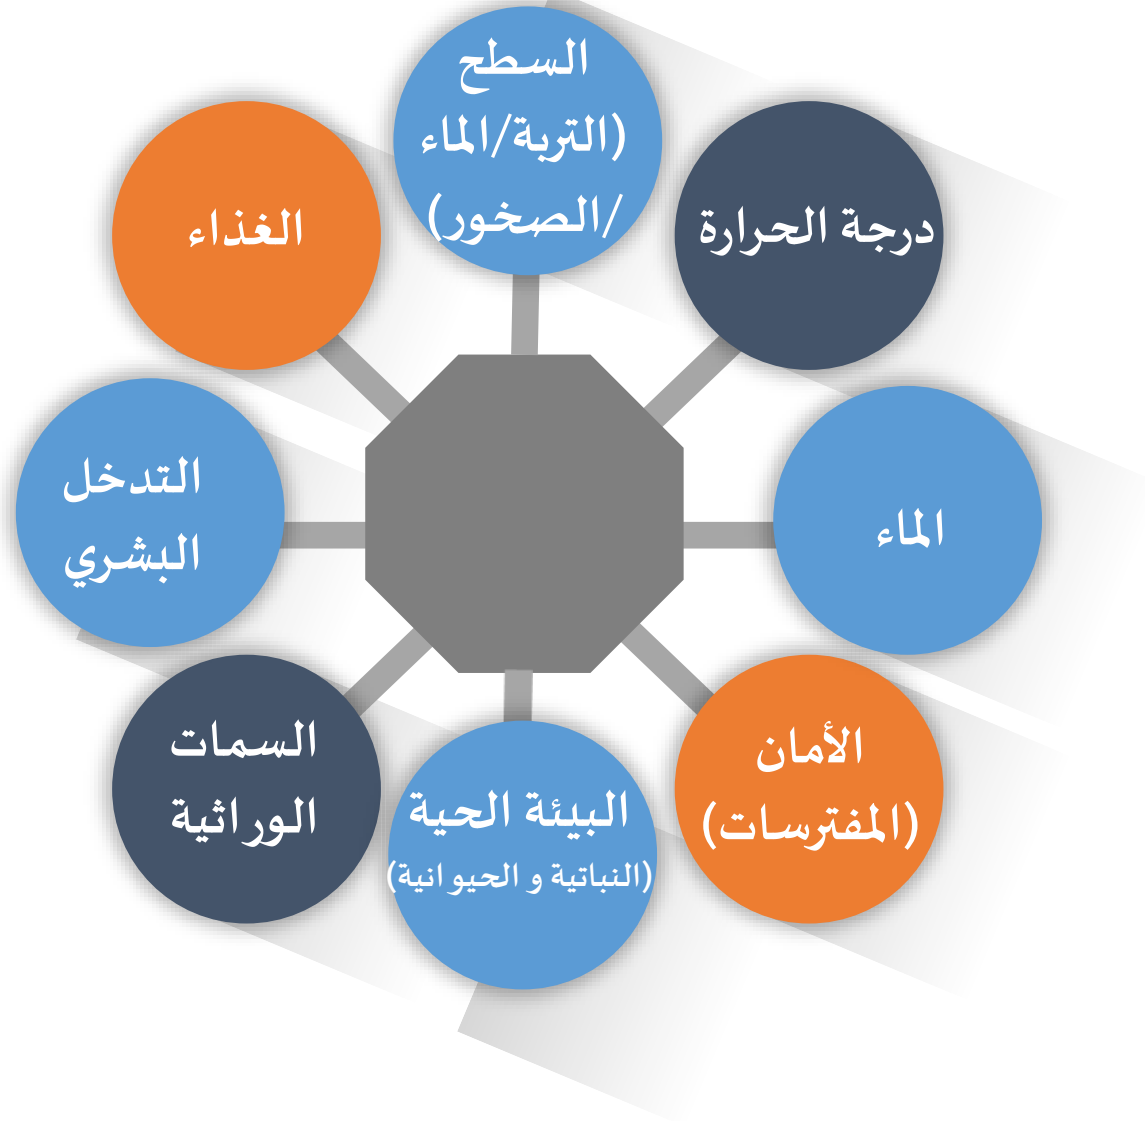 السطح
(التربة/الماء
/الصخور)
درجة الحرارة
الماء
الأمان
(المفترسات)
البيئة الحية
(النباتية و الحيوانية)
السمات
الوراثية
التدخل
البشري
الغذاء